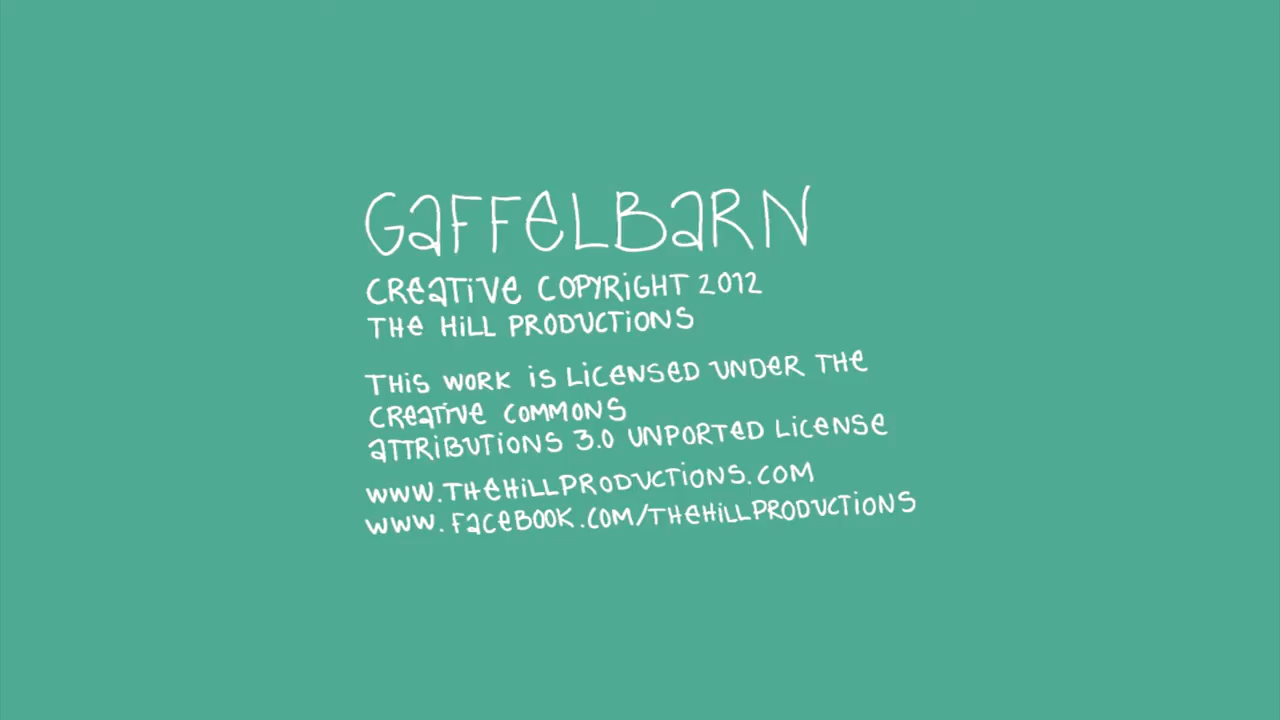 GaFFeLBaRN
CReaTiVe COPYRiGHT 2012
THe HiLL PRODUCTiONS
THiS WORK iS LiCeNSeD UNDeR THe
CReaTiVe COMMONS
aTTRiBUTiONS 3.0 UNPORTeD LiCeNSe
WWW.THeHiLLPRODUCTiONS.COM
WWW.FaCeBOOK.COM/THeHiLLPRODUCTiONS